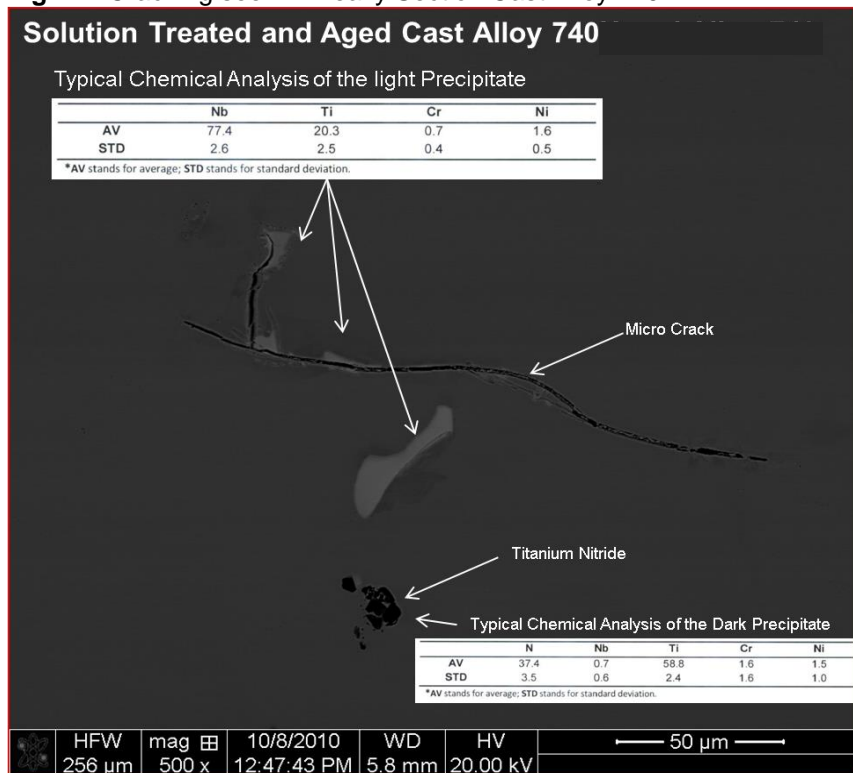 Solution Treated and Aged Cast Alloy 740
Typical Chemical Analysis of the light Precipitate
Nb Ti Cr Ni
AV 77.4 20.3 0.7 1.6
STD 2.6 2.5 0.4 0.5
*AV stands for average; STD stands for standard deviation.
Micro Crack
Titanium Nitride
Typical Chemical Analysis of the Dark Precipitate
N Nb Ti Cr Ni
AV 37.4 0.7 58.8 1.6 1.5
STD 3.5 0.6 2.4 1.6 1.0
*AV stands for average; STD stands for standard deviation.
HFW mag 10/8/2010 WD HV 50 µm
256 µm 500 x 12:47:43 PM 5.8 mm 20.00 kV